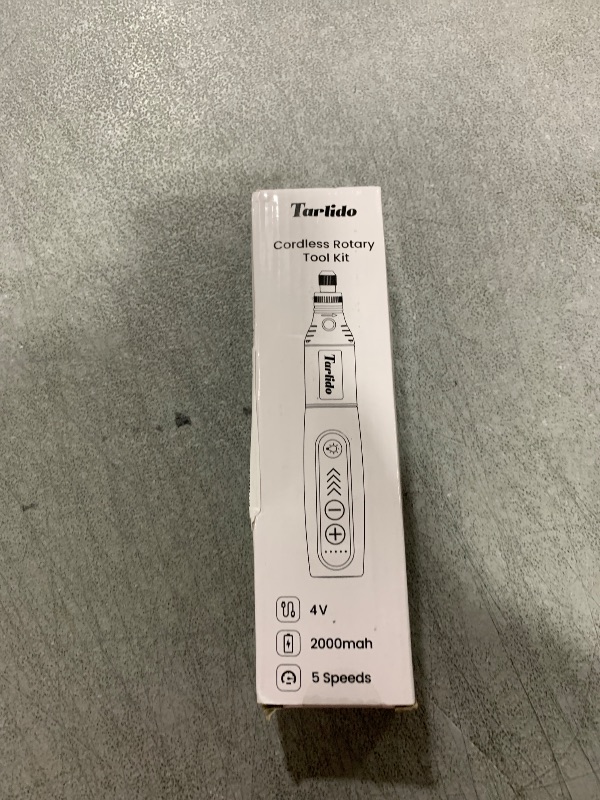 Tarlido
Cordless Rotary
Tool Kit
Tarlido
4V
2000mah
5 Speeds